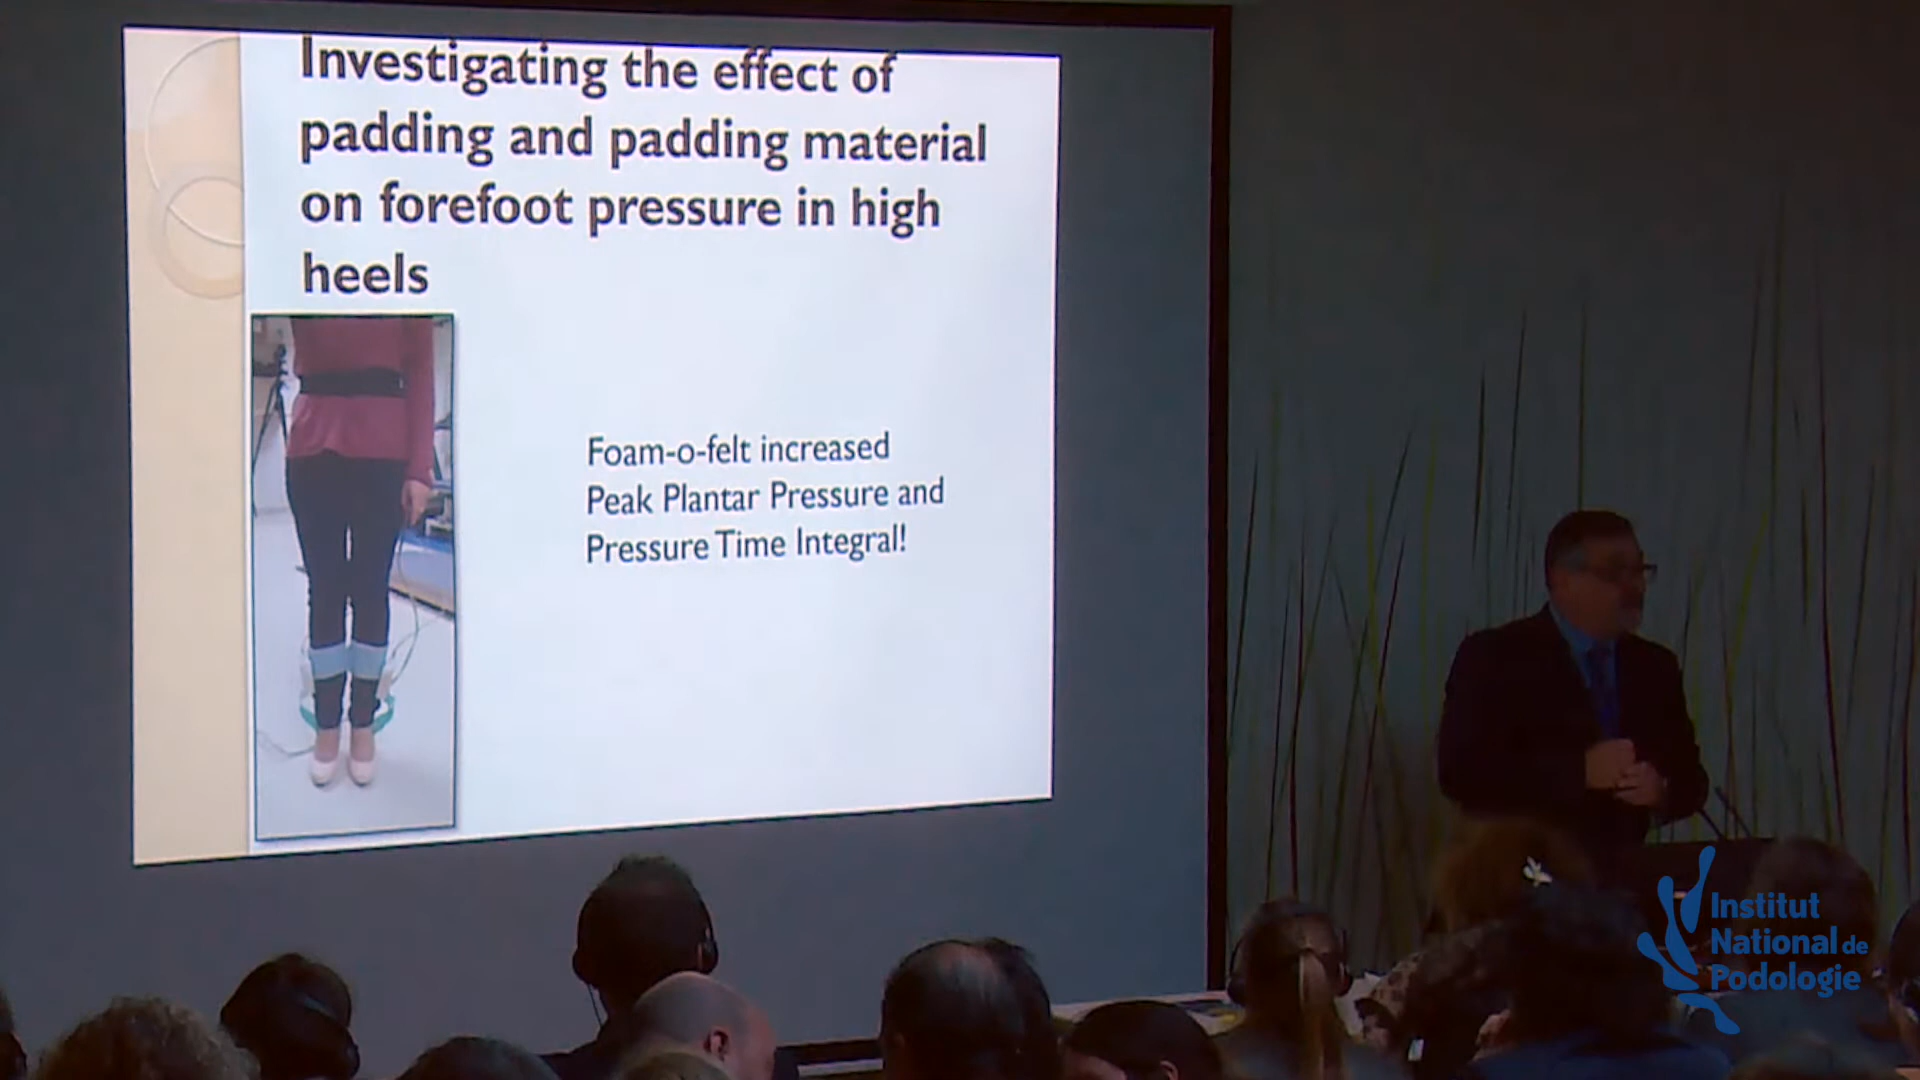 Investigating the effect of
padding and padding material
on forefoot pressure in high
heels
Foam-o-felt increased
Peak Plantar Pressure and
Pressure Time Integral!
Institut
National de
Podologie